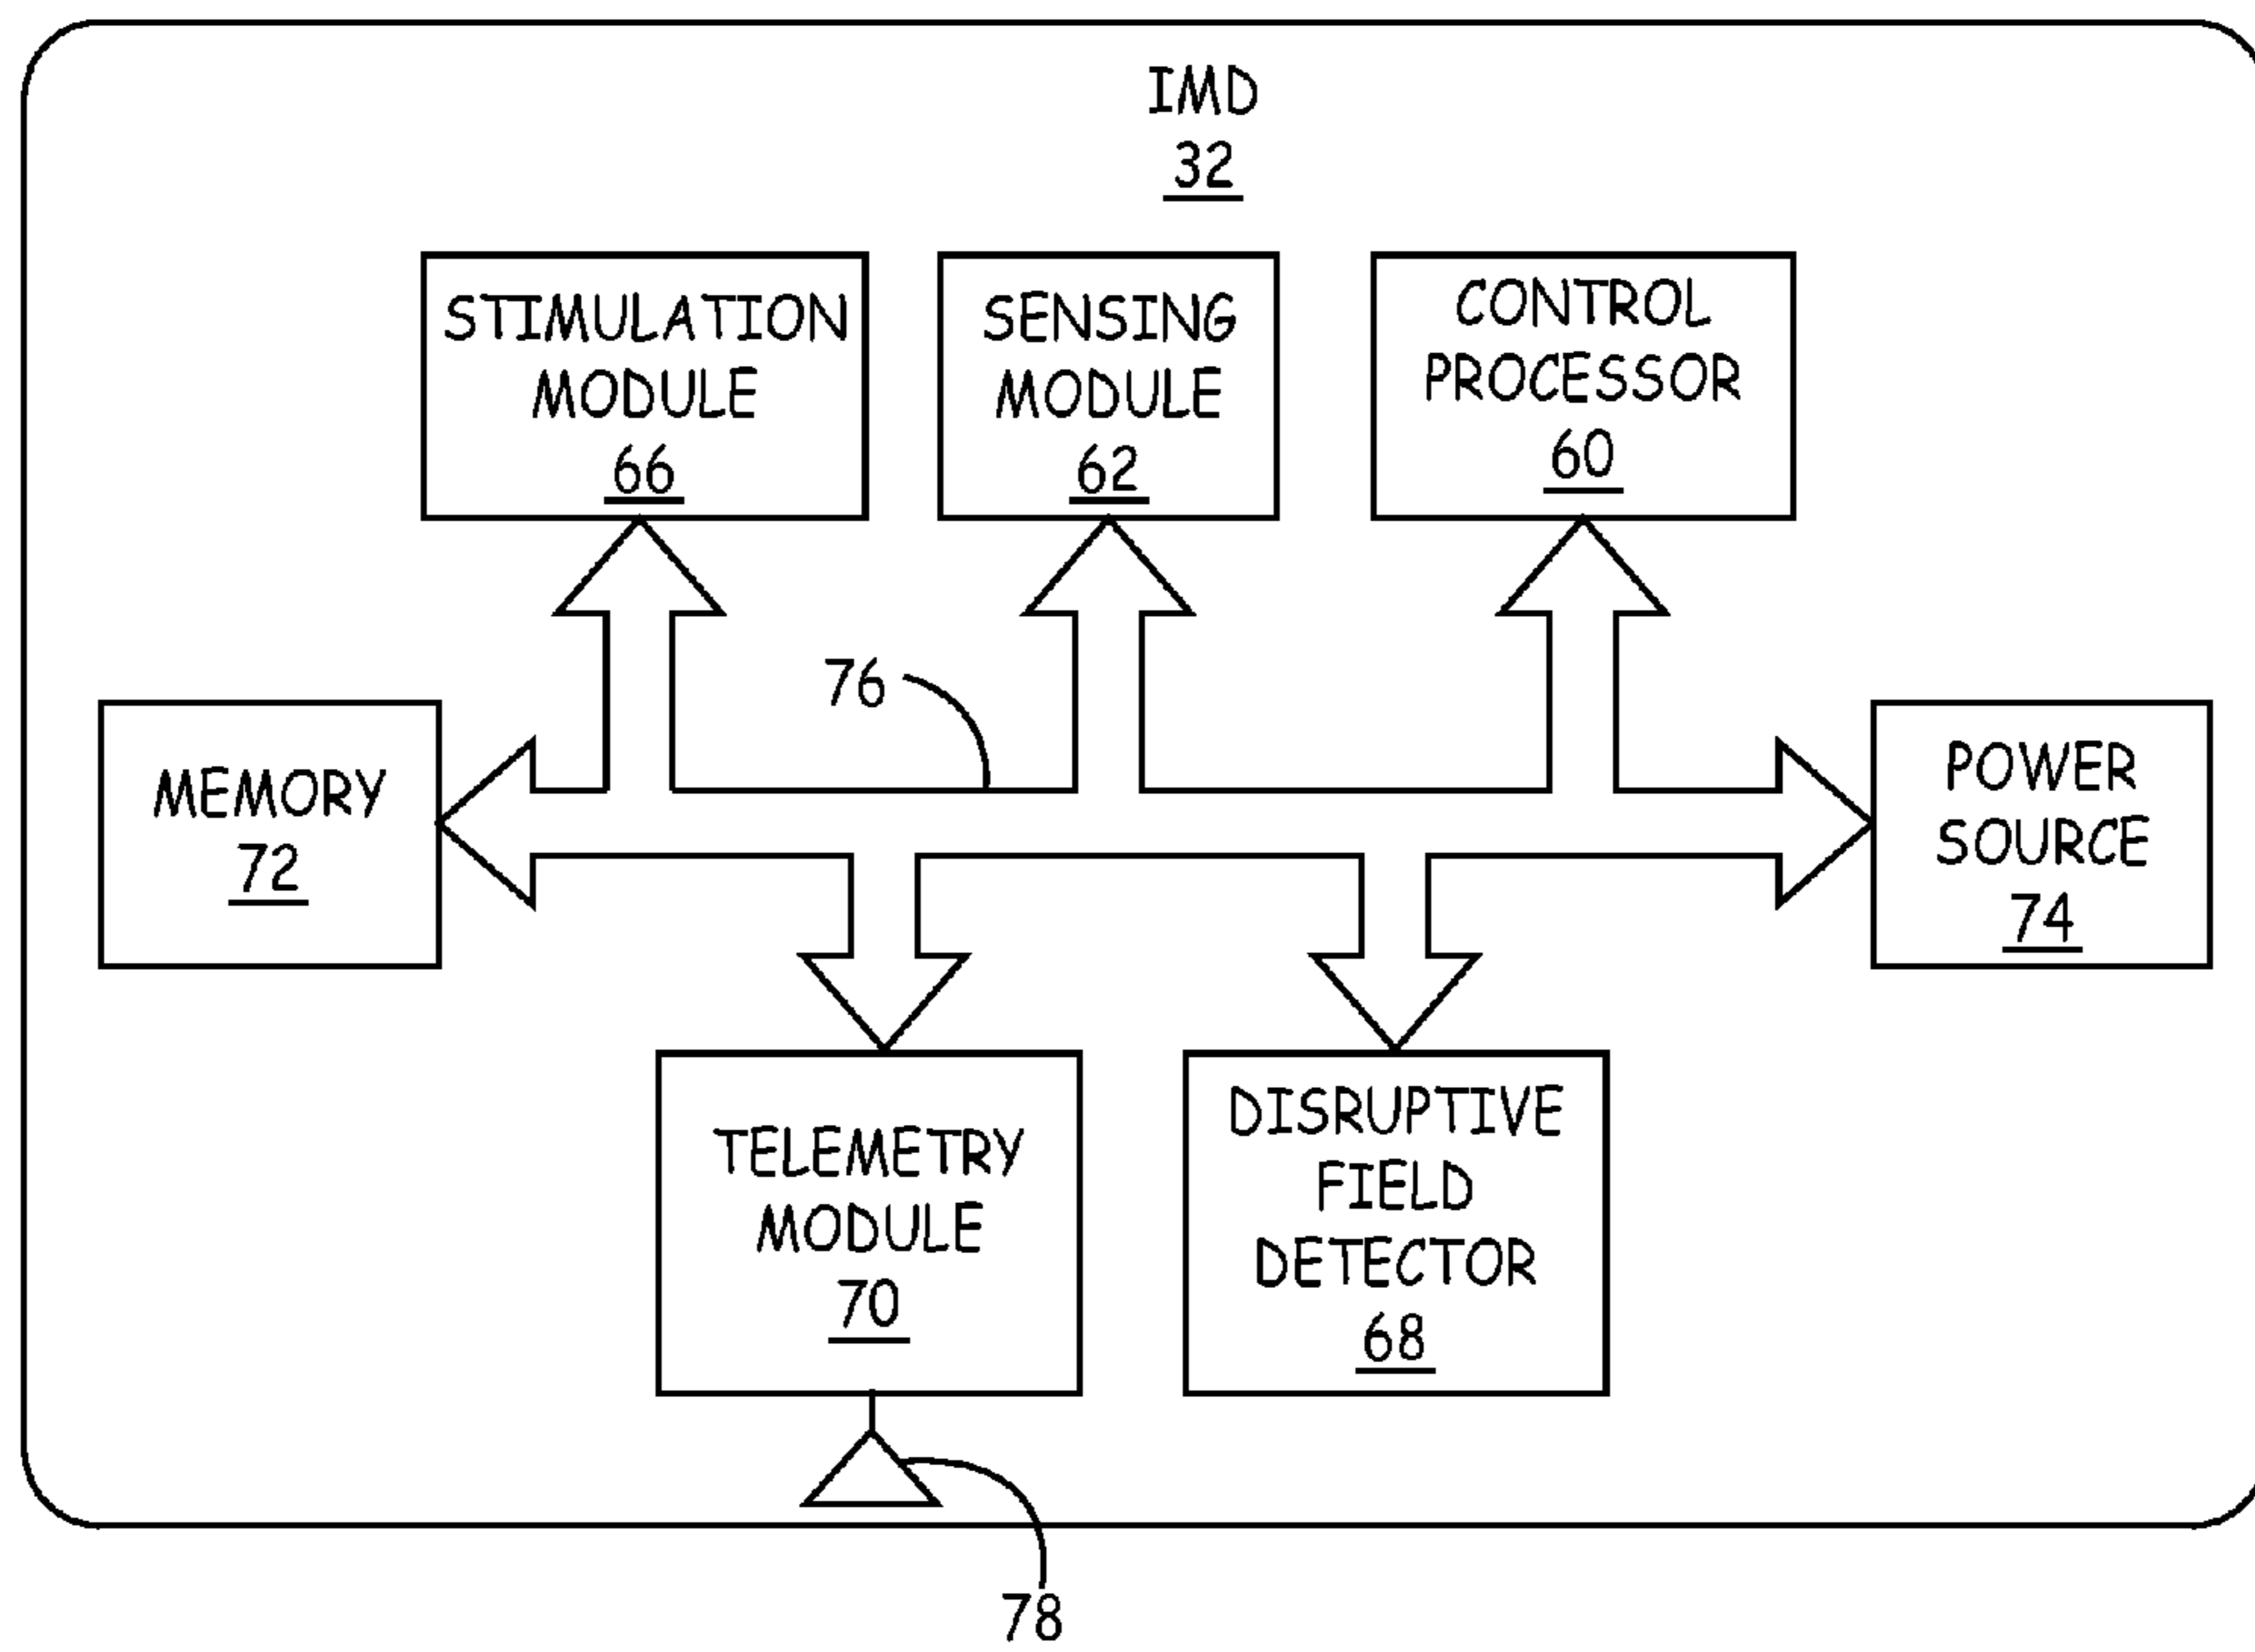 IMD
32
STIMULATION
MODULE
66
SENSING
MODULE
62
CONTROL
PROCESSOR
60
76
MEMORY
72
POWER
SOURCE
74
TELEMETRY
MODULE
70
DISRUPTIVE
FIELD
DETECTOR
68
78